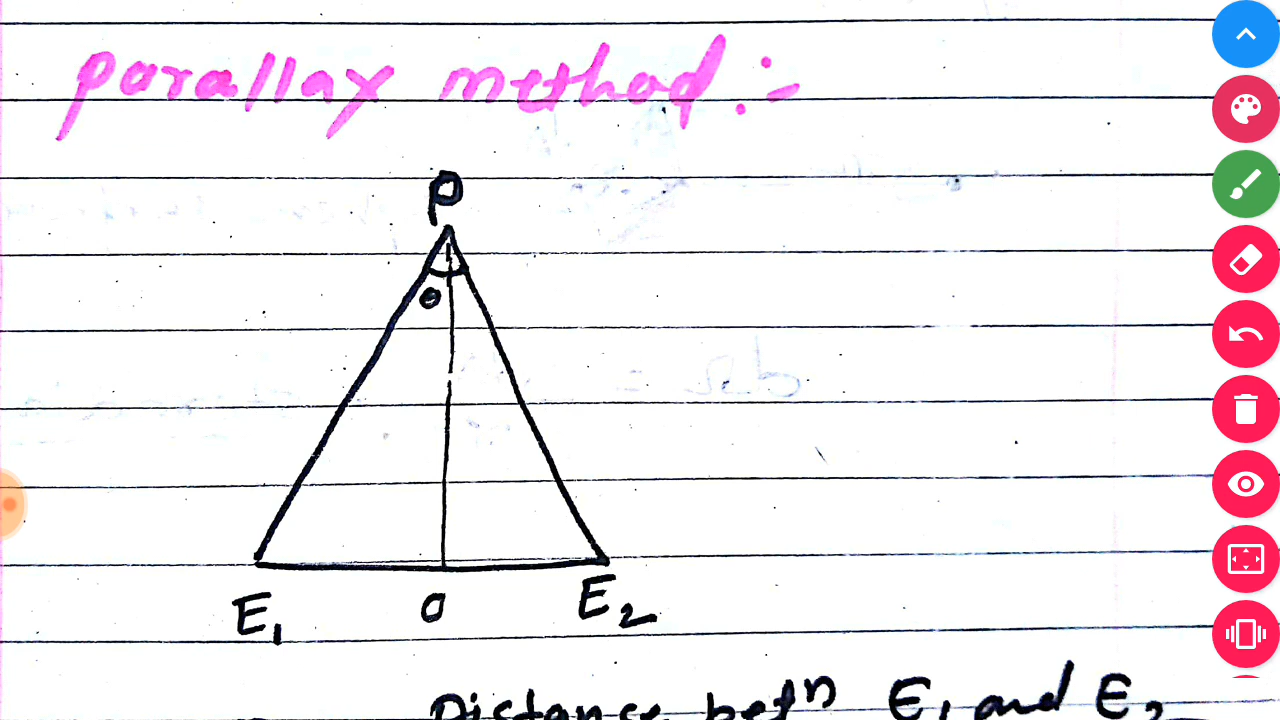 parallax method :-
P
θ
E1 O E2
Distance betn E1 and E2